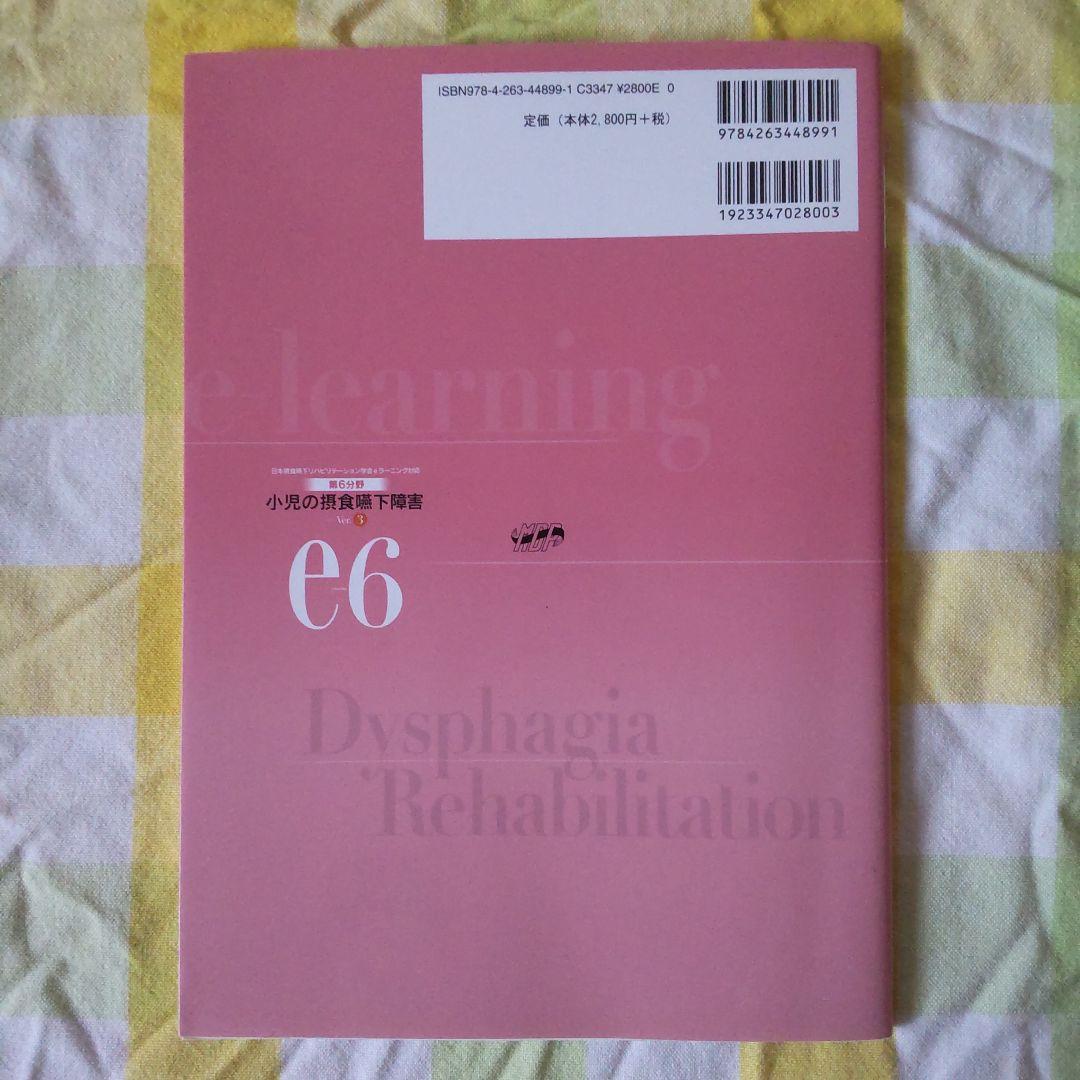 ISBN978-4-263-44899-1 C3347 ¥2800E 0
定価（本体2,800円＋税）
9784263448991
1923347028003
e-learning
日本摂食嚥下リハビリテーション学会eラーニング対応
第6分野
小児の摂食嚥下障害
Ver. 3
e-6
MDP
Dysphagia
Rehabilitation